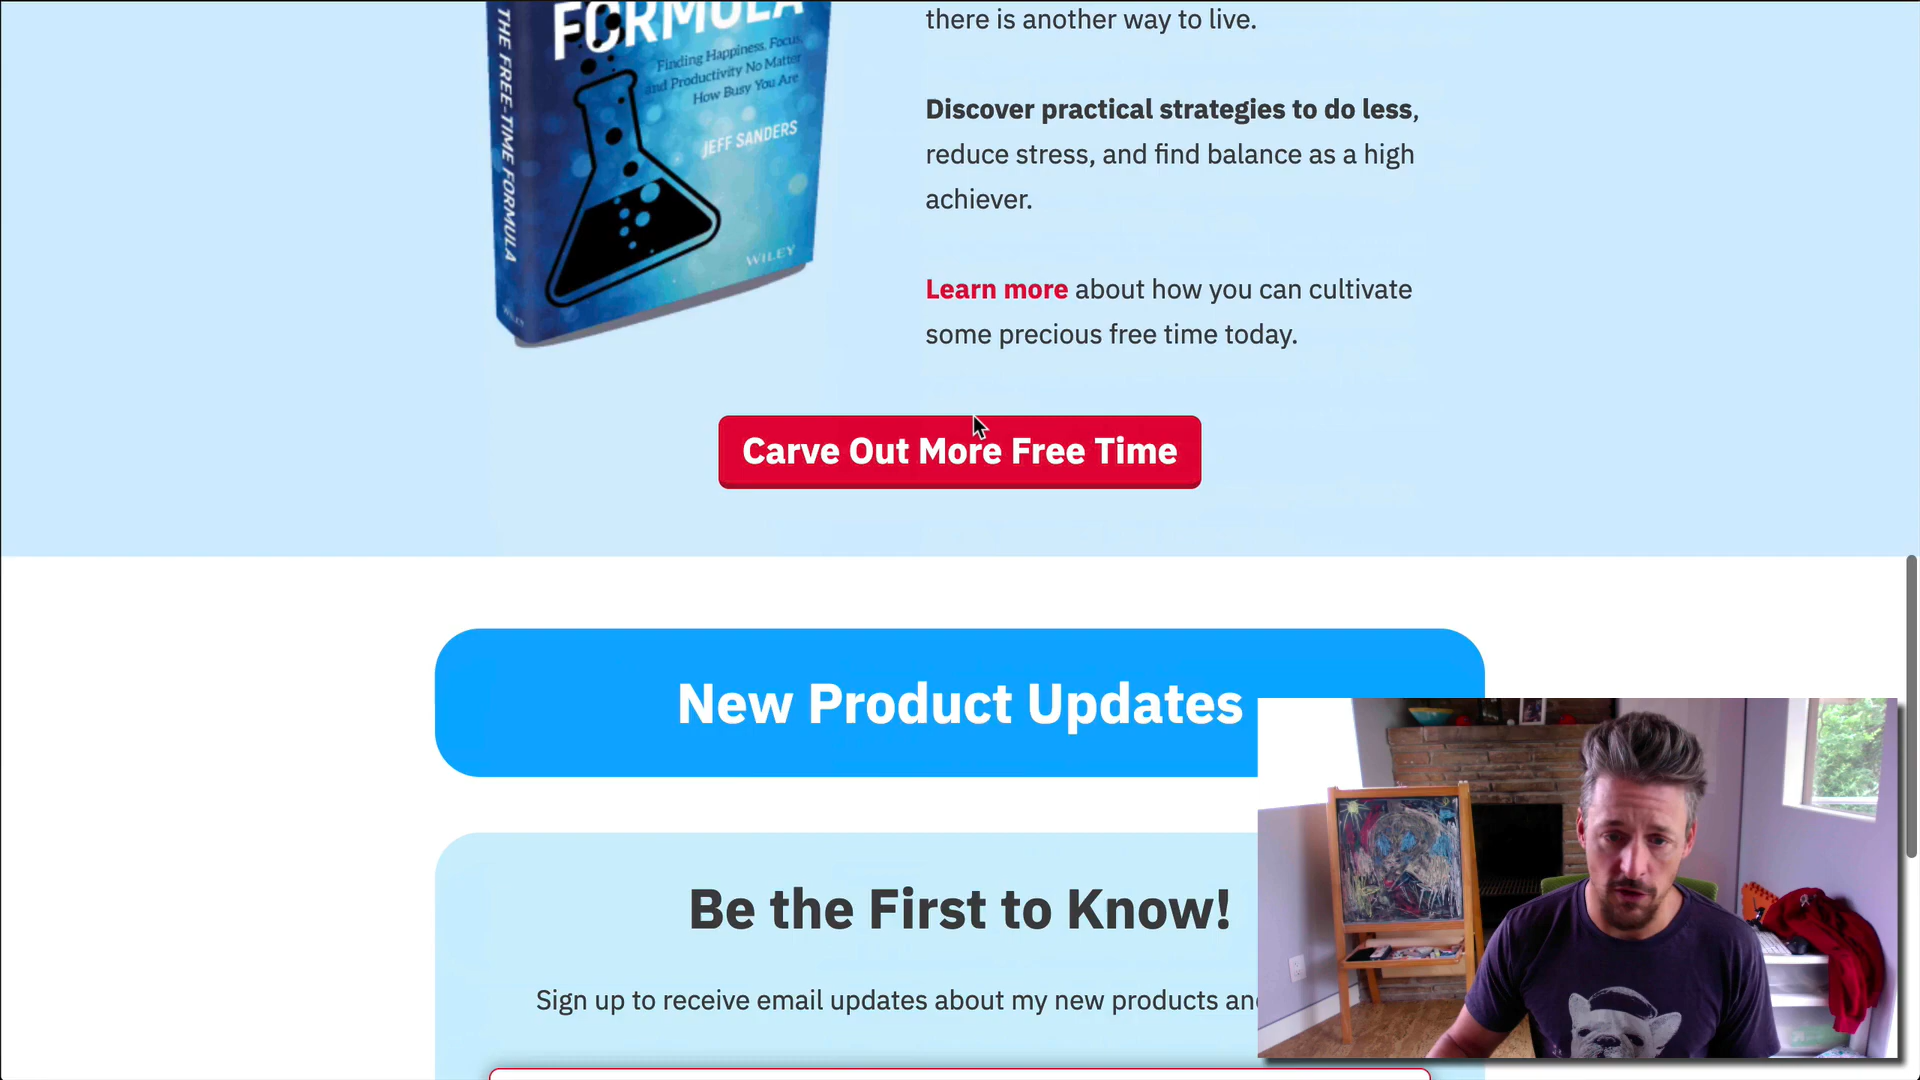 FORMULA
there is another way to live.
THE FREE-TIME FORMULA
Finding Happiness, Focus,
and Productivity No Matter
How Busy You Are
JEFF SANDERS
WILEY
WILEY
Discover practical strategies to do less,
reduce stress, and find balance as a high
achiever.
Learn more about how you can cultivate
some precious free time today.
Carve Out More Free Time
New Product Updates
Be the First to Know!
Sign up to receive email updates about my new products